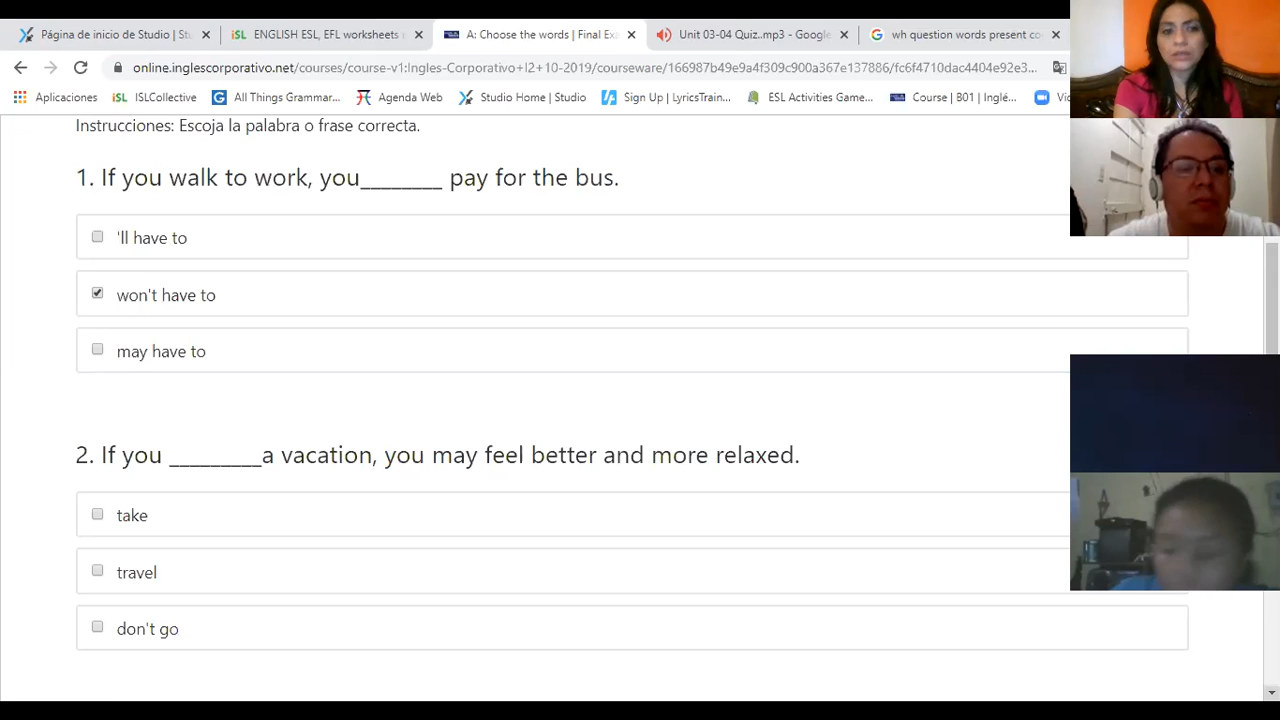 Página de inicio de Studio | Stu
ENGLISH ESL, EFL worksheets
A: Choose the words | Final Exa
Unit 03-04 Quiz..mp3 - Google
wh question words present co
online.inglescorporativo.net/courses/course-v1:Ingles-Corporativo+I2+10-2019/courseware/166987b49e9a4f309c900a367e137886/fc6f4710dac4404e92e3...
Aplicaciones
iSL ISLCollective
All Things Grammar...
Agenda Web
Studio Home | Studio
Sign Up | LyricsTrain...
ESL Activities Game...
Course | B01 | Inglé...
Instrucciones: Escoja la palabra o frase correcta.
1. If you walk to work, you________ pay for the bus.
'll have to
won't have to
may have to
2. If you _________a vacation, you may feel better and more relaxed.
take
travel
don't go